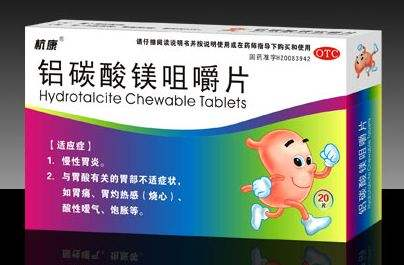 杭康
请仔细阅读说明书并按说明使用或在药师指导下购买和使用
国药准字H20083942
OTC
铝碳酸镁咀嚼片
Hydrotalcite Chewable Tablets
【适应症】
1. 慢性胃炎。
2. 与胃酸有关的胃部不适症状,
如胃痛、胃灼热感(烧心)、
酸性嗳气、饱胀等。
20片
铝碳酸镁咀嚼片